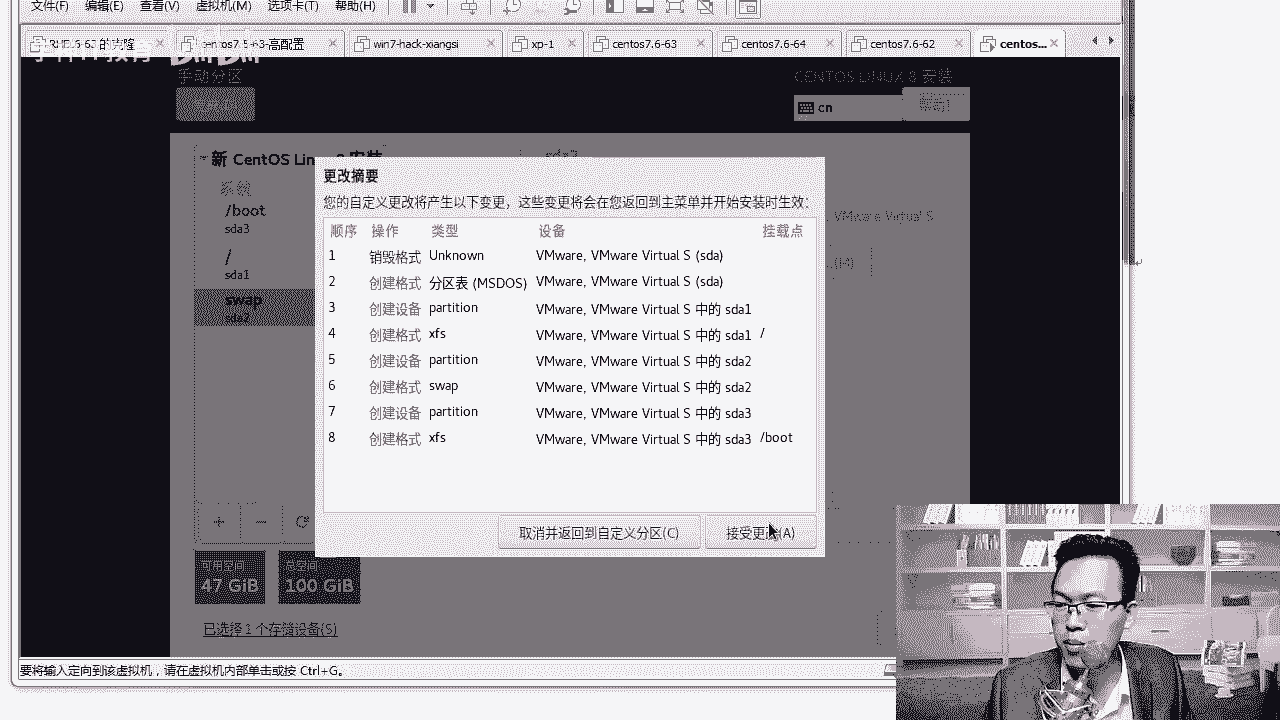 文件(F) 编辑(E) 查看(V) 虚拟机(M) 选项卡(T) 帮助(H)
win7-hack-xiangsi xp-1 centos7.6-63 centos7.6-64 centos7.6-62 centos...
手动分区
CENTOS LINUX 8 安装
cn
新 CentOS Linux 8 安装
系统
/boot
sda3
/
sda1
swap
sda2
VMware Virtual S
更改摘要
您的自定义更改将产生以下变更，这些变更将会在您返回到主菜单并开始安装时生效：
顺序 操作 类型 设备 挂载点
1 销毁格式 Unknown VMware, VMware Virtual S (sda)
2 创建格式 分区表 (MSDOS) VMware, VMware Virtual S (sda)
3 创建设备 partition VMware, VMware Virtual S 中的 sda1
4 创建格式 xfs VMware, VMware Virtual S 中的 sda1 /
5 创建设备 partition VMware, VMware Virtual S 中的 sda2
6 创建格式 swap VMware, VMware Virtual S 中的 sda2
7 创建设备 partition VMware, VMware Virtual S 中的 sda3
8 创建格式 xfs VMware, VMware Virtual S 中的 sda3 /boot
取消并返回到自定义分区(C) 接受更改(A)
可用空间 总空间
47 GiB 100 GiB
已选择 1 个存储设备(S)
要将输入定向到该虚拟机，请在虚拟机内部单击或按 Ctrl+G。